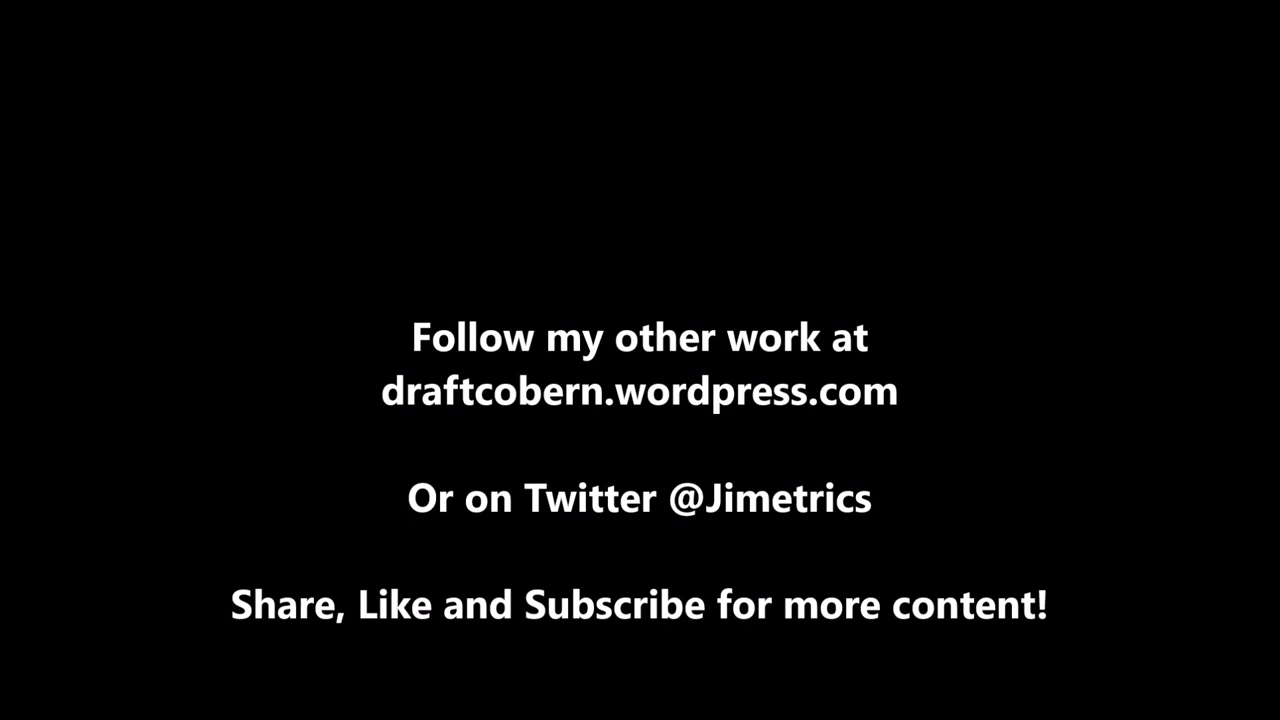 Follow my other work at
draftcobern.wordpress.com
Or on Twitter @Jimetrics
Share, Like and Subscribe for more content!